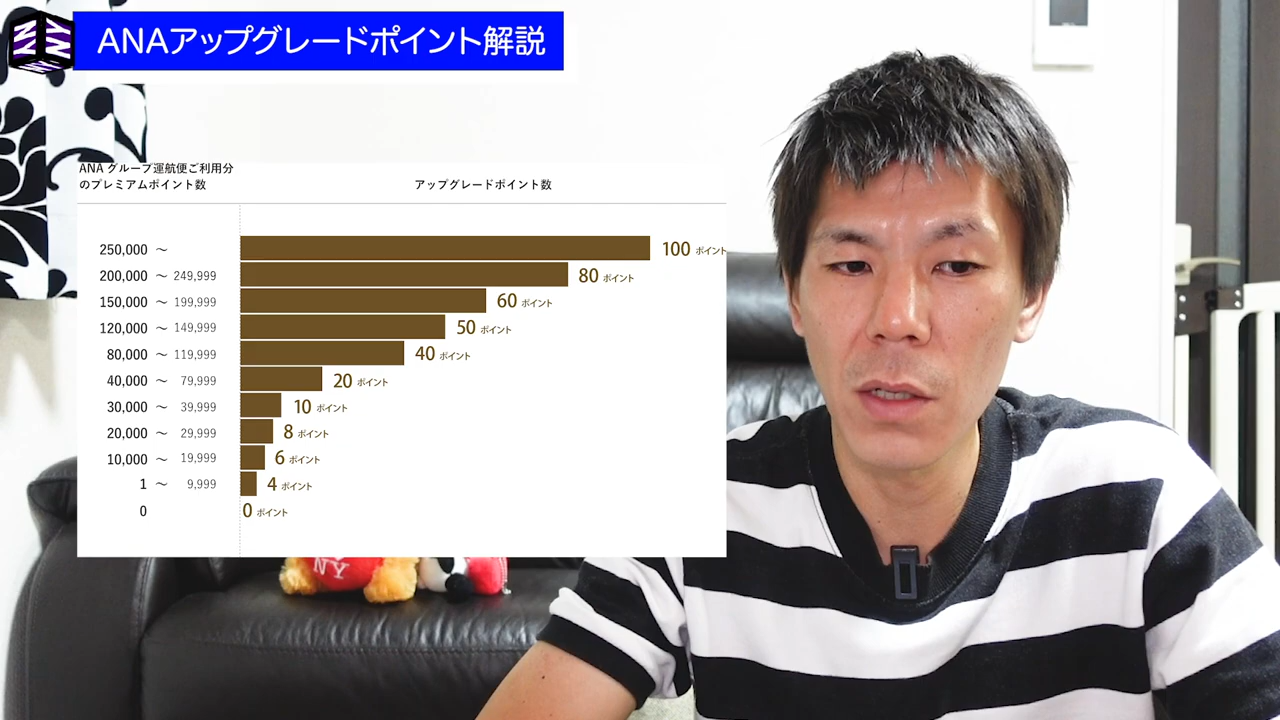 ANAアップグレードポイント解説
ANA グループ運航便ご利用分
のプレミアムポイント数
アップグレードポイント数
250,000 ～ 100 ポイント
200,000 ～ 249,999 80 ポイント
150,000 ～ 199,999 60 ポイント
120,000 ～ 149,999 50 ポイント
80,000 ～ 119,999 40 ポイント
40,000 ～ 79,999 20 ポイント
30,000 ～ 39,999 10 ポイント
20,000 ～ 29,999 8 ポイント
10,000 ～ 19,999 6 ポイント
1 ～ 9,999 4 ポイント
0 0 ポイント
NY